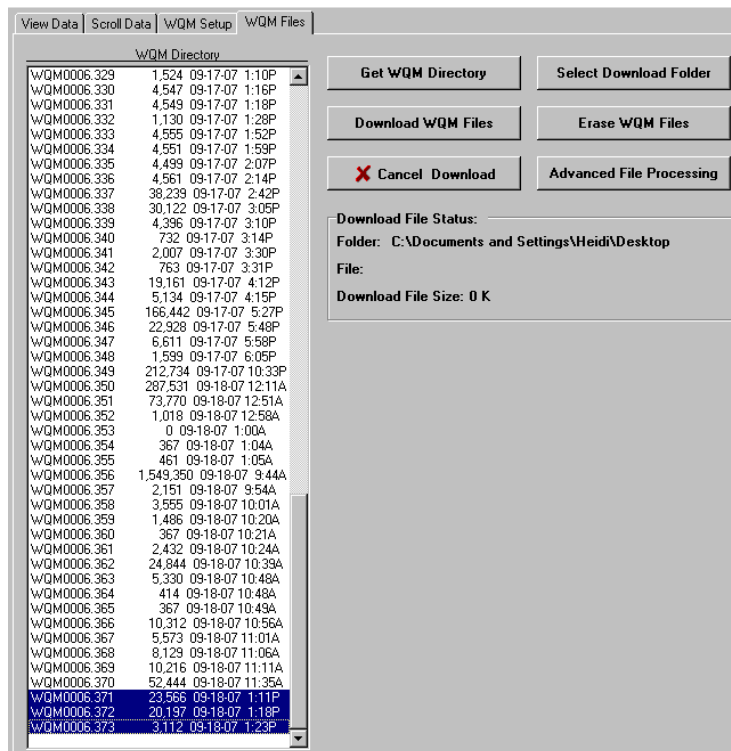 View Data Scroll Data WQM Setup WQM Files
WQM Directory
WQM0006.329 1,524 09-17-07 1:10P
WQM0006.330 4,547 09-17-07 1:16P
WQM0006.331 4,549 09-17-07 1:18P
WQM0006.332 1,130 09-17-07 1:28P
WQM0006.333 4,555 09-17-07 1:52P
WQM0006.334 4,551 09-17-07 1:59P
WQM0006.335 4,499 09-17-07 2:07P
WQM0006.336 4,561 09-17-07 2:14P
WQM0006.337 38,239 09-17-07 2:42P
WQM0006.338 30,122 09-17-07 3:05P
WQM0006.339 4,396 09-17-07 3:10P
WQM0006.340 732 09-17-07 3:14P
WQM0006.341 2,007 09-17-07 3:30P
WQM0006.342 763 09-17-07 3:31P
WQM0006.343 19,161 09-17-07 4:12P
WQM0006.344 5,134 09-17-07 4:15P
WQM0006.345 166,442 09-17-07 5:27P
WQM0006.346 22,928 09-17-07 5:48P
WQM0006.347 6,611 09-17-07 5:58P
WQM0006.348 1,599 09-17-07 6:05P
WQM0006.349 212,734 09-17-07 10:33P
WQM0006.350 287,531 09-18-07 12:11A
WQM0006.351 73,770 09-18-07 12:51A
WQM0006.352 1,018 09-18-07 12:58A
WQM0006.353 0 09-18-07 1:00A
WQM0006.354 367 09-18-07 1:04A
WQM0006.355 461 09-18-07 1:05A
WQM0006.356 1,549,350 09-18-07 9:44A
WQM0006.357 2,151 09-18-07 9:54A
WQM0006.358 3,555 09-18-07 10:01A
WQM0006.359 1,486 09-18-07 10:20A
WQM0006.360 367 09-18-07 10:21A
WQM0006.361 2,432 09-18-07 10:24A
WQM0006.362 24,844 09-18-07 10:39A
WQM0006.363 5,330 09-18-07 10:48A
WQM0006.364 414 09-18-07 10:48A
WQM0006.365 367 09-18-07 10:49A
WQM0006.366 10,312 09-18-07 10:56A
WQM0006.367 5,573 09-18-07 11:01A
WQM0006.368 8,129 09-18-07 11:06A
WQM0006.369 10,216 09-18-07 11:11A
WQM0006.370 52,444 09-18-07 11:35A
WQM0006.371 23,566 09-18-07 1:11P
WQM0006.372 20,197 09-18-07 1:18P
WQM0006.373 3,112 09-18-07 1:23P
Get WQM Directory Select Download Folder
Download WQM Files Erase WQM Files
Cancel Download Advanced File Processing
Download File Status:
Folder: C:\Documents and Settings\Heidi\Desktop
File:
Download File Size: 0 K